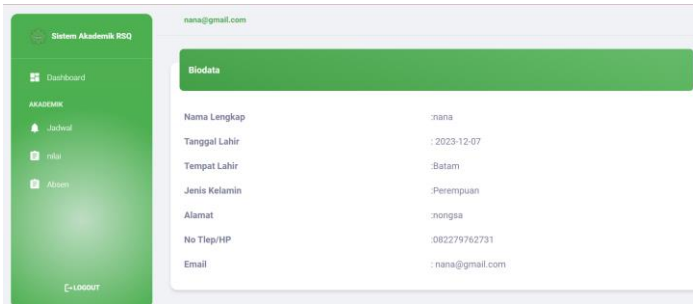 Sistem Akademik RSQ
Dashboard
AKADEMIK
Jadwal
nilai
Absen
LOGOUT
nana@gmail.com
Biodata
Nama Lengkap :nana
Tanggal Lahir : 2023-12-07
Tempat Lahir :Batam
Jenis Kelamin :Perempuan
Alamat :nongsa
No Tlep/HP :082279762731
Email : nana@gmail.com